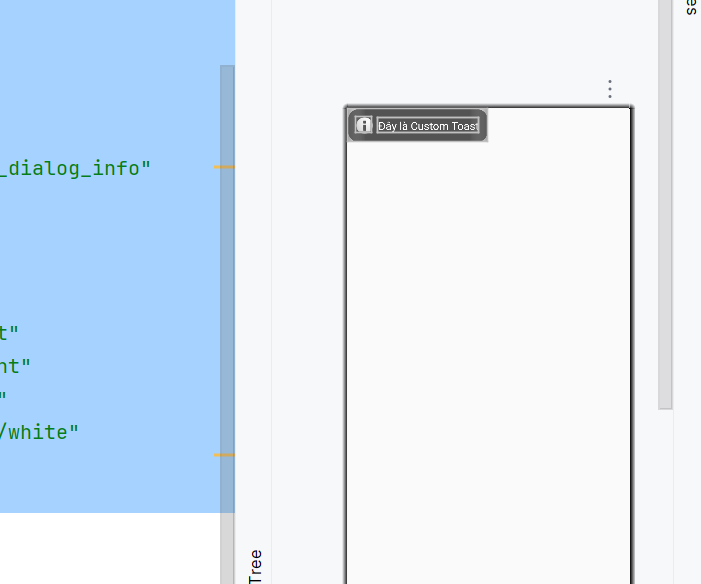 _dialog_info"
t"
nt"
"
/white"
Tree
Đây là Custom Toast
se